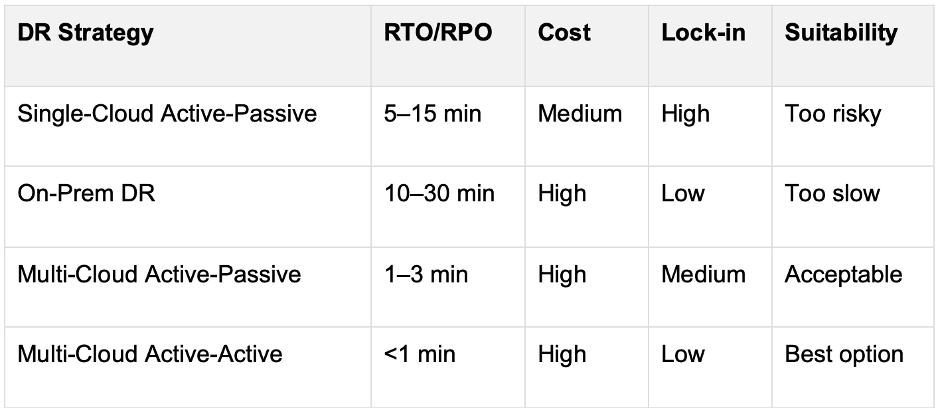 DR Strategy RTO/RPO Cost Lock-in Suitability
Single-Cloud Active-Passive 5–15 min Medium High Too risky
On-Prem DR 10–30 min High Low Too slow
Multi-Cloud Active-Passive 1–3 min High Medium Acceptable
Multi-Cloud Active-Active <1 min High Low Best option